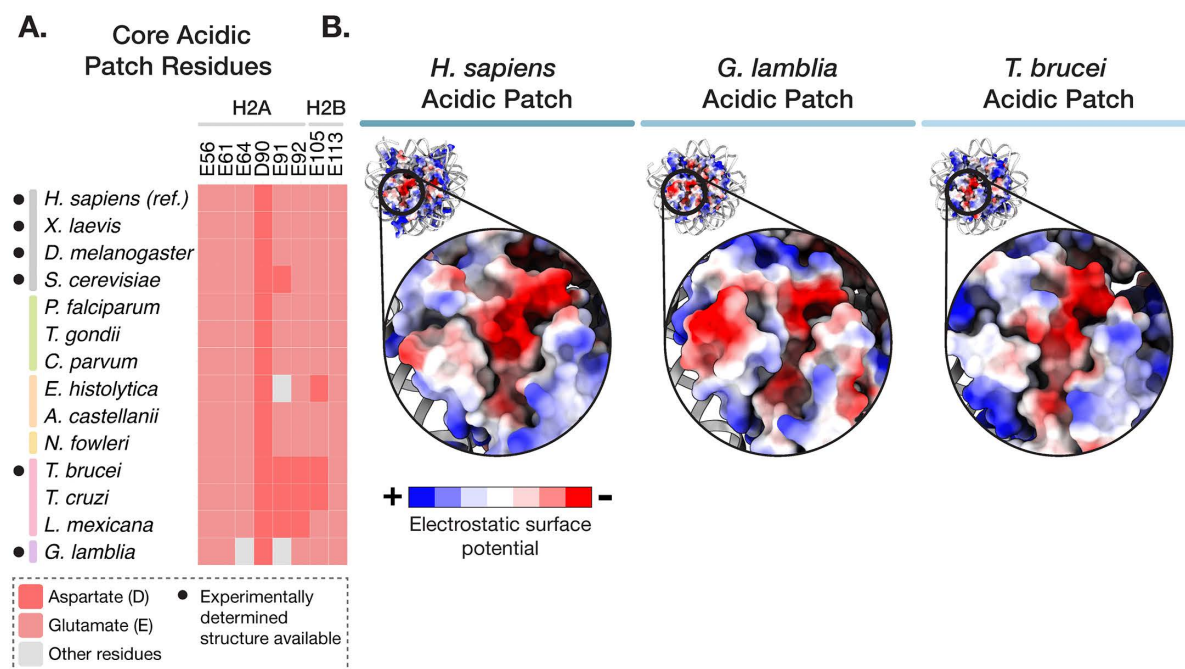 A.
Core Acidic
Patch Residues
H2A
H2B
E56
E61
E64
D90
E91
E92
E105
E113
H. sapiens (ref.)
X. laevis
D. melanogaster
S. cerevisiae
P. falciparum
T. gondii
C. parvum
E. histolytica
A. castellanii
N. fowleri
T. brucei
T. cruzi
L. mexicana
G. lamblia
Aspartate (D)
Glutamate (E)
Other residues
Experimentally
determined
structure available
B.
H. sapiens
Acidic Patch
G. lamblia
Acidic Patch
T. brucei
Acidic Patch
+ -
Electrostatic surface
potential